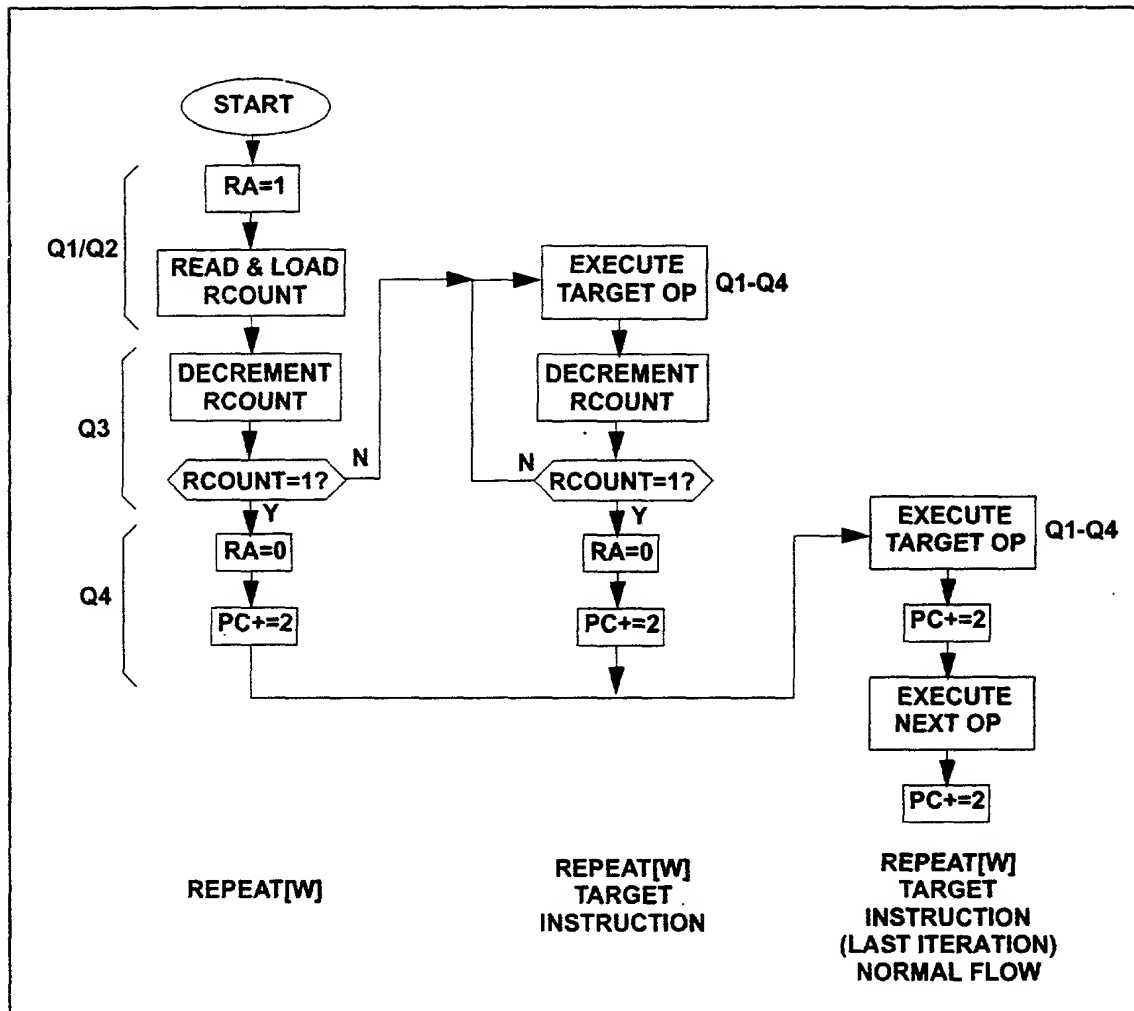 START
RA=1
Q1/Q2
READ & LOAD
RCOUNT
DECREMENT
RCOUNT
Q3
RCOUNT=1?
N
Y
RA=0
Q4
PC+=2
REPEAT[W]
EXECUTE
TARGET OP
Q1-Q4
DECREMENT
RCOUNT
N
RCOUNT=1?
Y
RA=0
PC+=2
REPEAT[W]
TARGET
INSTRUCTION
EXECUTE
TARGET OP
Q1-Q4
PC+=2
EXECUTE
NEXT OP
PC+=2
REPEAT[W]
TARGET
INSTRUCTION
(LAST ITERATION)
NORMAL FLOW